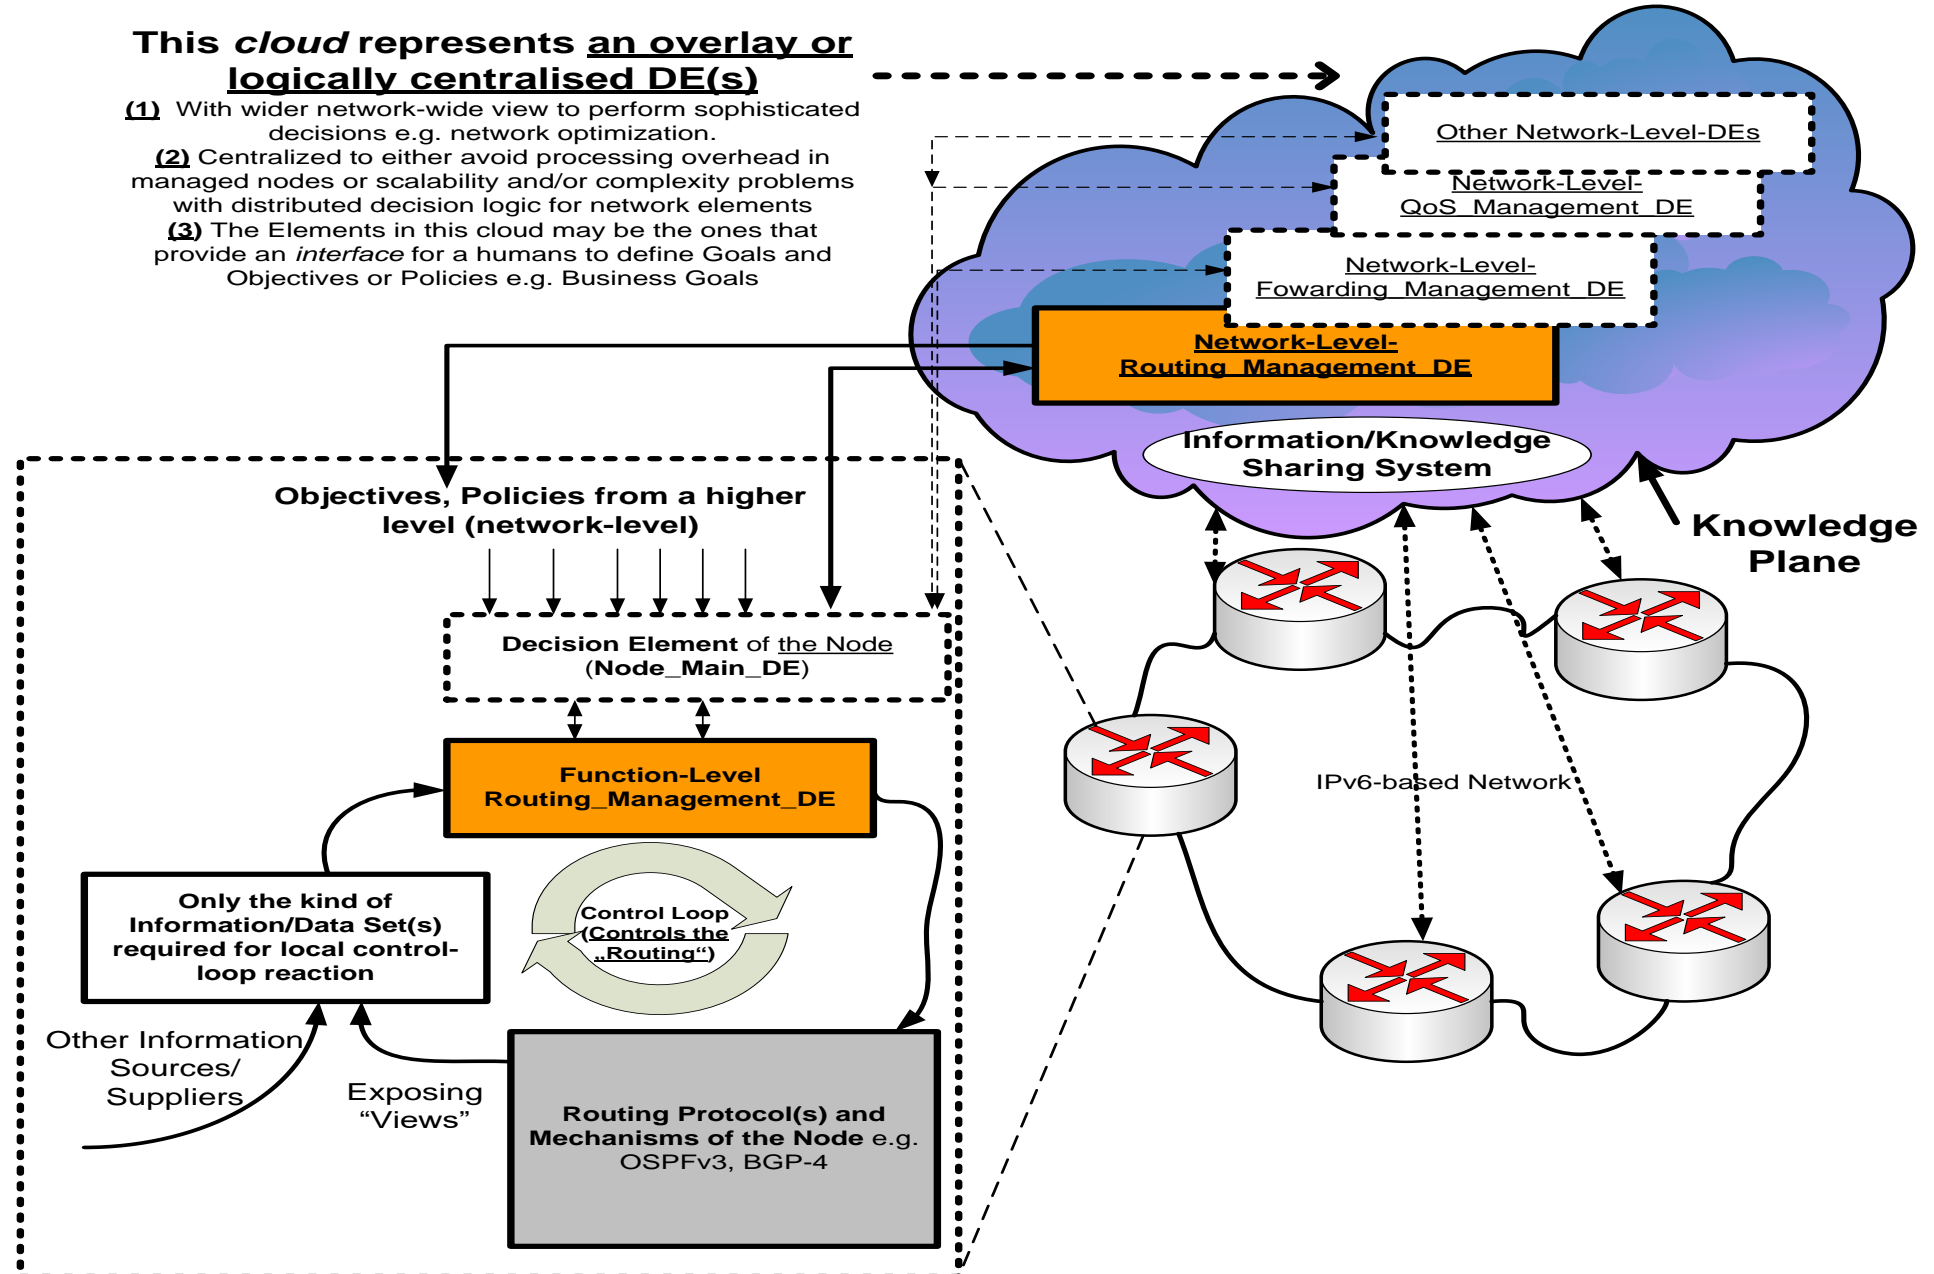 This cloud represents an overlay or
logically centralised DE(s)
(1) With wider network-wide view to perform sophisticated
decisions e.g. network optimization.
(2) Centralized to either avoid processing overhead in
managed nodes or scalability and/or complexity problems
with distributed decision logic for network elements
(3) The Elements in this cloud may be the ones that
provide an interface for a humans to define Goals and
Objectives or Policies e.g. Business Goals
Other Network-Level-DEs
Network-Level-
QoS_Management_DE
Network-Level-
Fowarding_Management_DE
Network-Level-
Routing_Management_DE
Information/Knowledge
Sharing System
Knowledge
Plane
Objectives, Policies from a higher
level (network-level)
Decision Element of the Node
(Node_Main_DE)
Function-Level
Routing_Management_DE
IPv6-based Network
Only the kind of
Information/Data Set(s)
required for local control-
loop reaction
Control Loop
(Controls the
„Routing“)
Other Information
Sources/
Suppliers
Exposing
“Views”
Routing Protocol(s) and
Mechanisms of the Node e.g.
OSPFv3, BGP-4